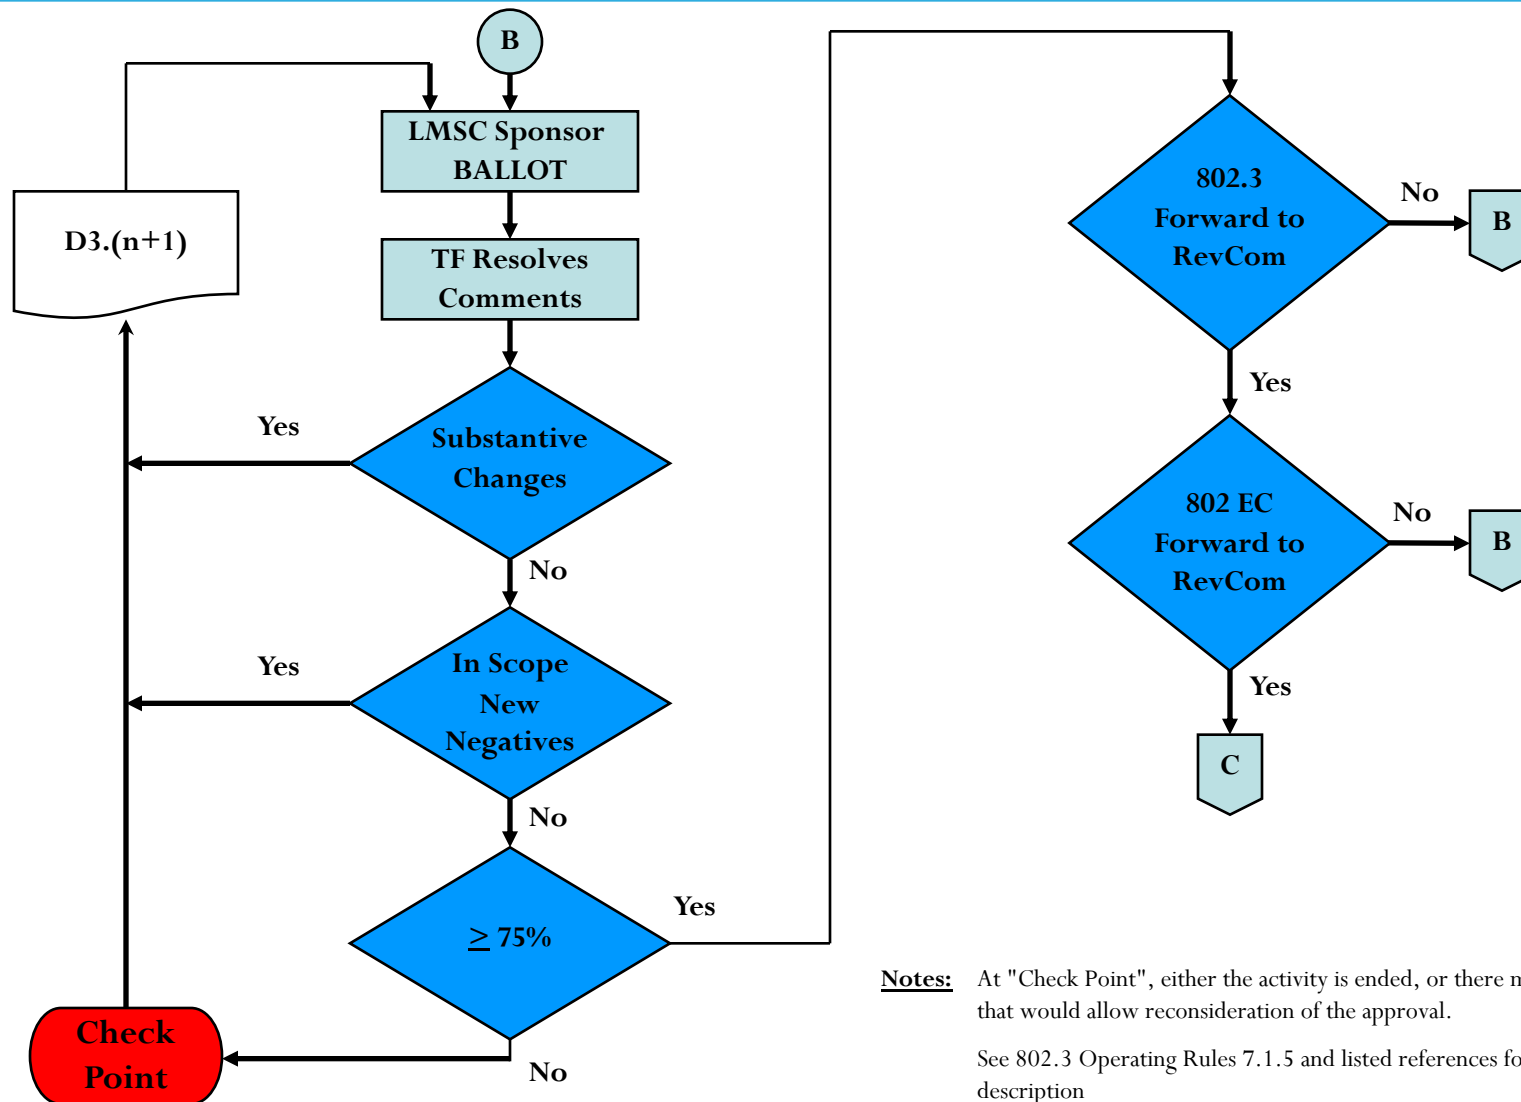 B
LMSC Sponsor
BALLOT
D3.(n+1)
TF Resolves
Comments
Yes
Substantive
Changes
No
Yes
In Scope
New
Negatives
No
≥ 75%
Yes
No
Check
Point
802.3
Forward to
RevCom
No
B
Yes
802 EC
Forward to
RevCom
No
B
Yes
C
Notes: At "Check Point", either the activity is ended, or there
that would allow reconsideration of the approval.
See 802.3 Operating Rules 7.1.5 and listed references
description